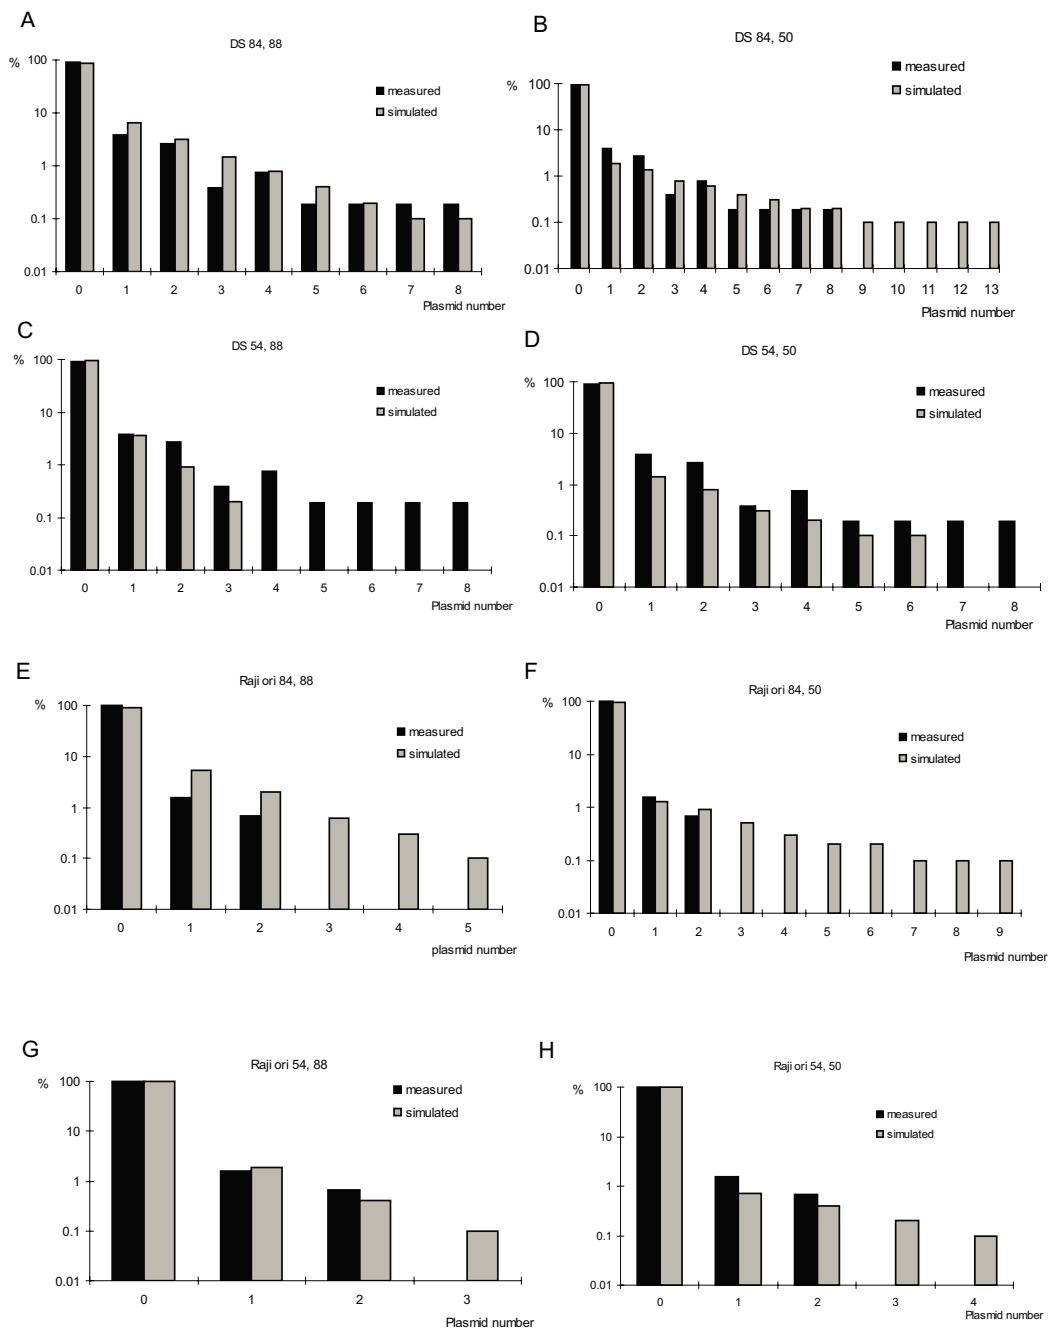 A
DS 84, 88
%
100
10
1
0.1
0.01
measured
simulated
0 1 2 3 4 5 6 7 8
Plasmid number
B
DS 84, 50
%
100
10
1
0.1
0.01
measured
simulated
0 1 2 3 4 5 6 7 8 9 10 11 12 13
Plasmid number
C
DS 54, 88
%
100
10
1
0.1
0.01
measured
simulated
0 1 2 3 4 5 6 7 8
Plasmid number
D
DS 54, 50
%
100
10
1
0.1
0.01
measured
simulated
0 1 2 3 4 5 6 7 8
Plasmid number
E
Raji ori 84, 88
%
100
10
1
0.1
0.01
measured
simulated
0 1 2 3 4 5
plasmid number
F
Raji ori 84, 50
%
100
10
1
0.1
0.01
measured
simulated
0 1 2 3 4 5 6 7 8 9
Plasmid number
G
Raji ori 54, 88
%
100
10
1
0.1
0.01
measured
simulated
0 1 2 3
Plasmid number
H
Raji ori 54, 50
%
100
10
1
0.1
0.01
measured
simulated
0 1 2 3 4
Plasmid number